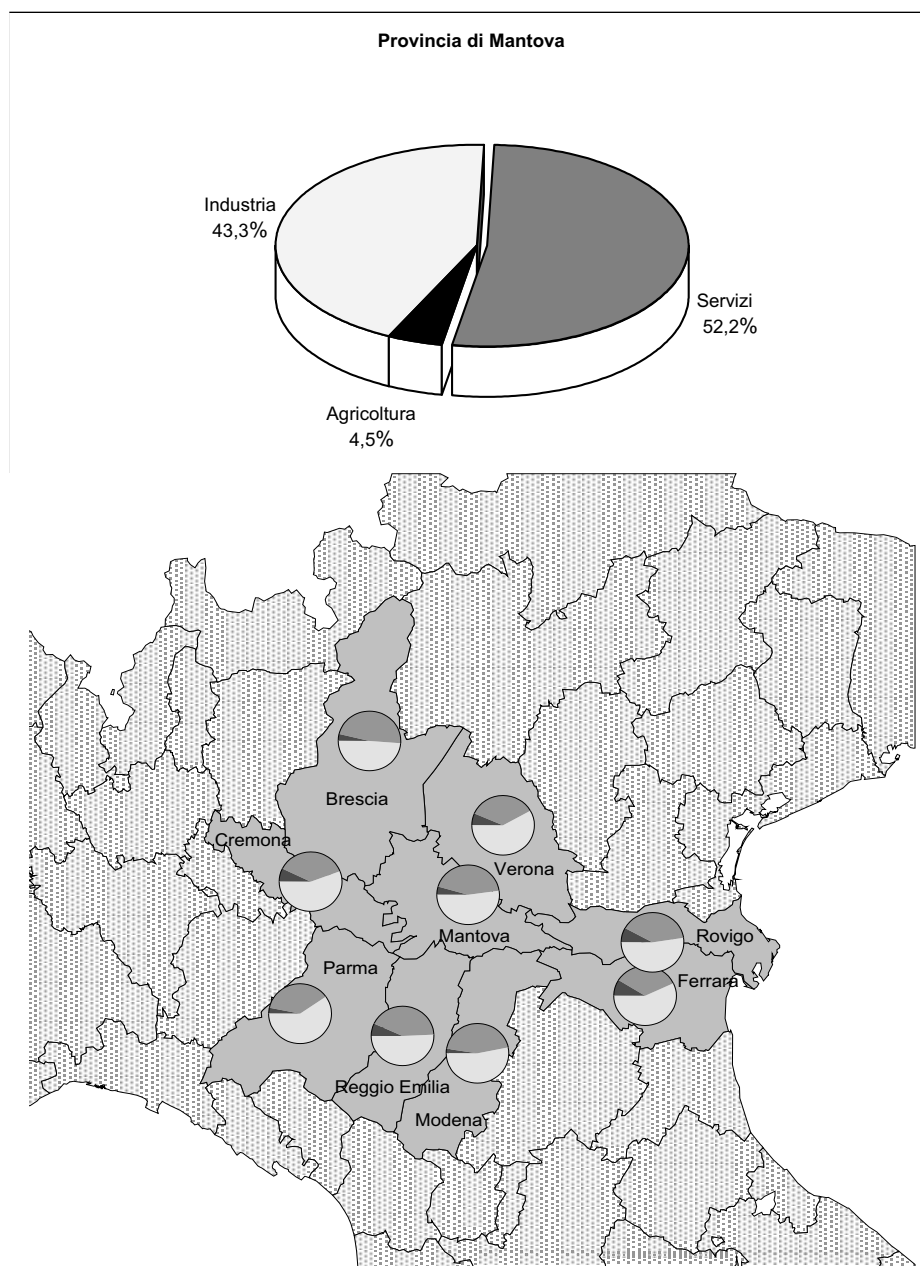 Provincia di Mantova
Industria
43,3%
Servizi
52,2%
Agricoltura
4,5%
Brescia
Cremona
Verona
Mantova
Rovigo
Parma
Ferrara
Reggio Emilia
Modena